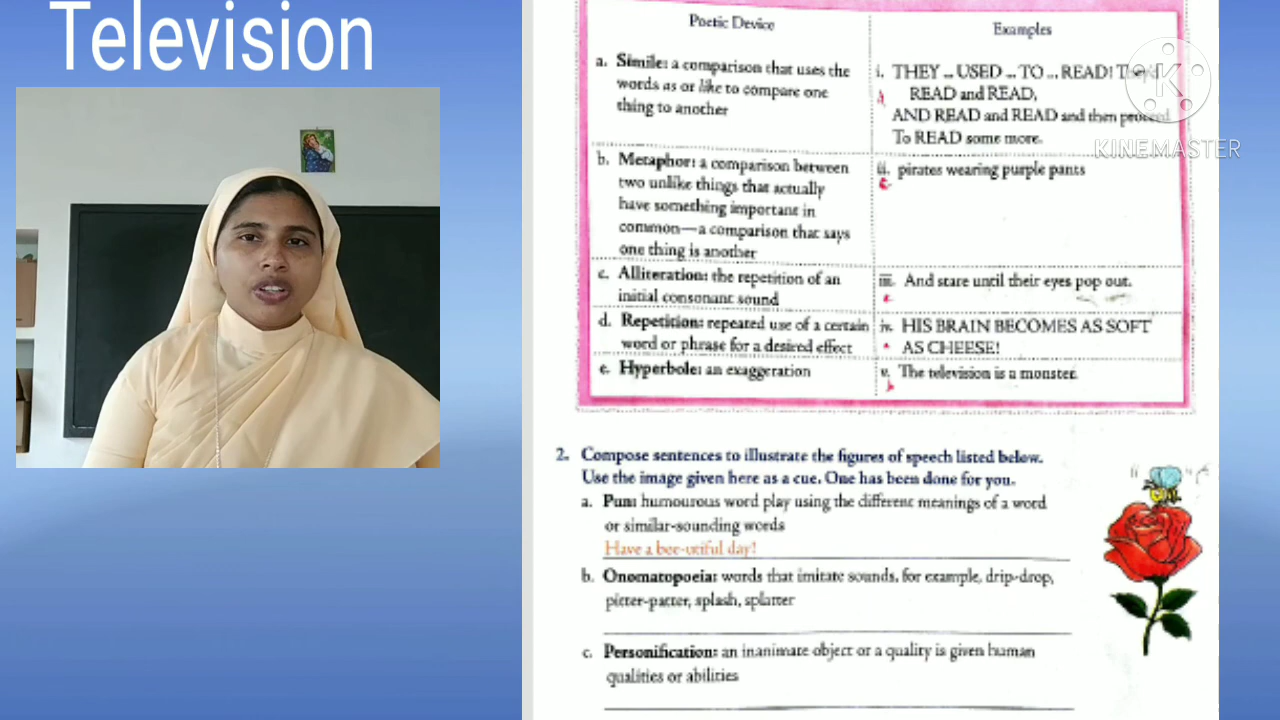 Television
Poetic Device
Examples
a. Simile: a comparison that uses the
words as or like to compare one
thing to another
i. THEY ... USED ... TO ... READ!
READ and READ,
AND READ and READ and then proceed
To READ some more.
b. Metaphor: a comparison between
two unlike things that actually
have something important in
common—a comparison that says
one thing is another
ii. pirates wearing purple pants
c. Alliteration: the repetition of an
initial consonant sound
iii. And stare until their eyes pop out.
d. Repetition: repeated use of a certain
word or phrase for a desired effect
iv. HIS BRAIN BECOMES AS SOFT
AS CHEESE!
e. Hyperbole: an exaggeration
v. The television is a monster.
2. Compose sentences to illustrate the figures of speech listed below.
Use the image given here as a cue. One has been done for you.
a. Pun: humourous word play using the different meanings of a word
or similar-sounding words
Have a bee-utiful day!
b. Onomatopoeia: words that imitate sounds, for example, drip-drop,
pitter-patter, splash, splatter
c. Personification: an inanimate object or a quality is given human
qualities or abilities
K
KINEMASTER